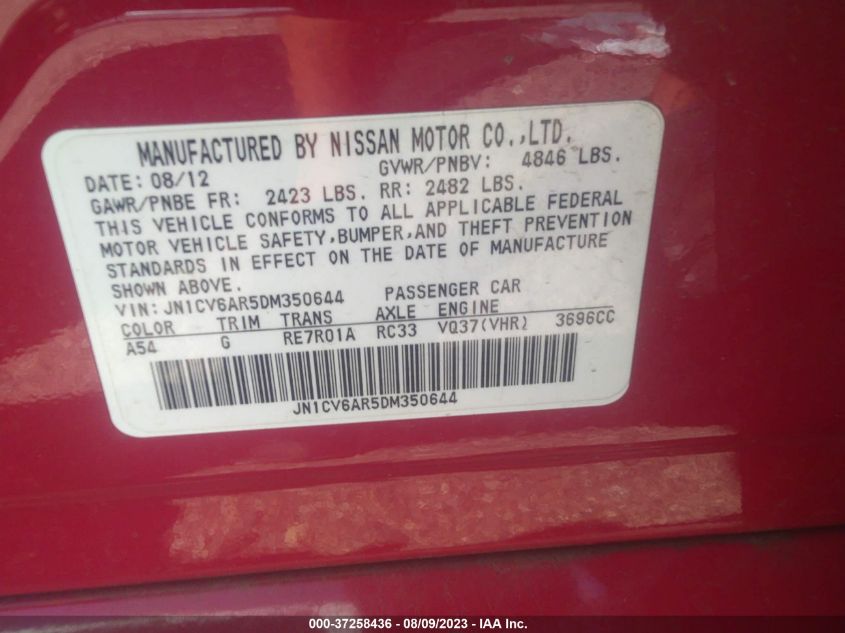 MANUFACTURED BY NISSAN MOTOR CO.,LTD.
DATE: 08/12 GVWR/PNBV: 4846 LBS.
GAWR/PNBE FR: 2423 LBS. RR: 2482 LBS.
THIS VEHICLE CONFORMS TO ALL APPLICABLE FEDERAL
MOTOR VEHICLE SAFETY,BUMPER,AND THEFT PREVENTION
STANDARDS IN EFFECT ON THE DATE OF MANUFACTURE
SHOWN ABOVE.
VIN: JN1CV6AR5DM350644 PASSENGER CAR
COLOR TRIM TRANS AXLE ENGINE
A54 G RE7R01A RC33 VQ37(VHR) 3696CC
JN1CV6AR5DM350644
000-37258436 - 08/09/2023 - IAA Inc.